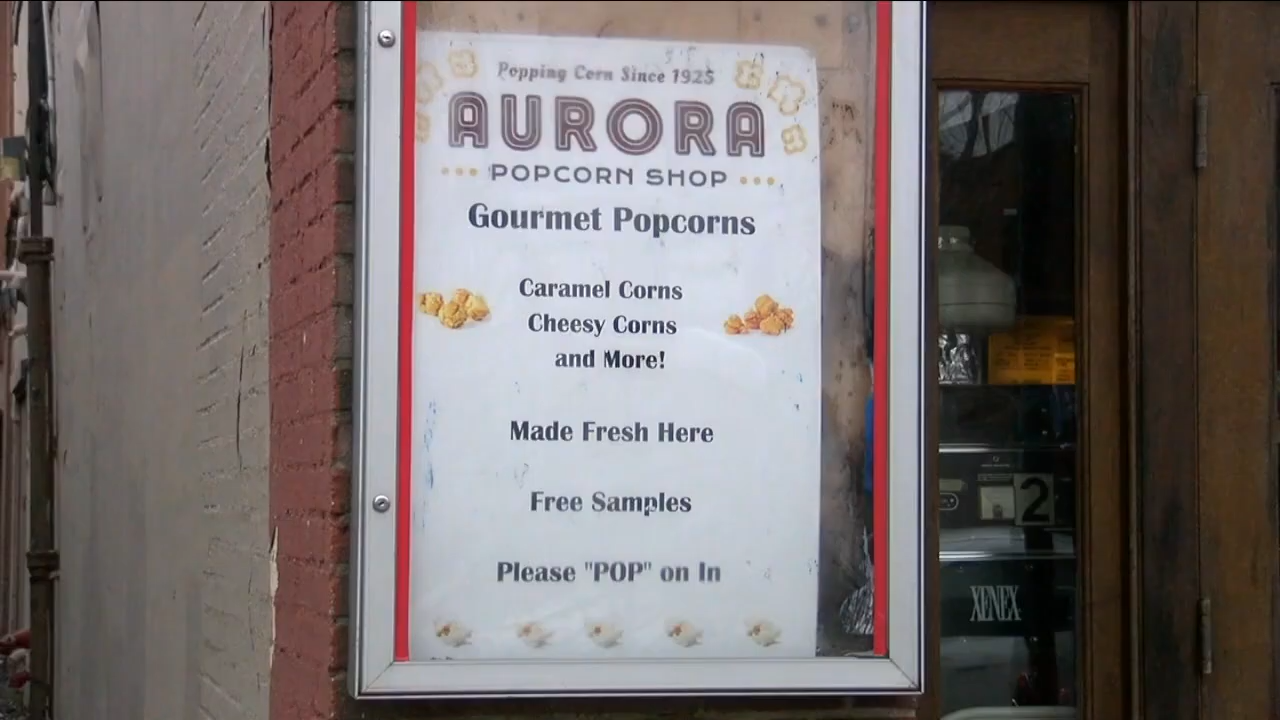 Popping Corn Since 1925
AURORA
POPCORN SHOP
Gourmet Popcorns
Caramel Corns
Cheesy Corns
and More!
Made Fresh Here
Free Samples
Please "POP" on In
2
XENEX